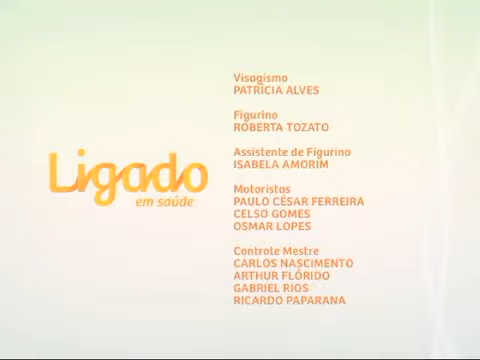 Ligado
em saúde
Visagismo
PATRÍCIA ALVES
Figurino
ROBERTA TOZATO
Assistente de Figurino
ISABELA AMORIM
Motoristas
PAULO CÉSAR FERREIRA
CELSO GOMES
OSMAR LOPES
Controle Mestre
CARLOS NASCIMENTO
ARTHUR FLÓRIDO
GABRIEL RIOS
RICARDO PAPARANA